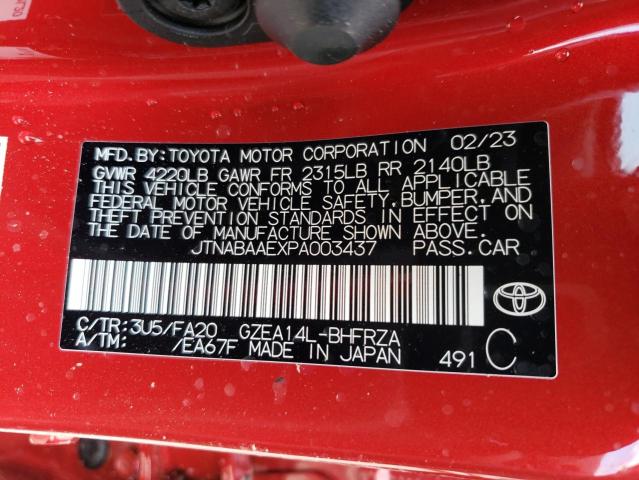 MFD.BY:TOYOTA MOTOR CORPORATION 02/23
GVWR 4220LB GAWR FR 2315LB RR 2140LB
THIS VEHICLE CONFORMS TO ALL APPLICABLE
FEDERAL MOTOR VEHICLE SAFETY,BUMPER,AND
THEFT PREVENTION STANDARDS IN EFFECT ON
THE DATE OF MANUFACTURE SHOWN ABOVE.
JTNABAAEXPA003437 PASS.CAR
C/TR:3U5/FA20 GZEA14L-BHFRZA
A/TM: /EA67F MADE IN JAPAN 491 C